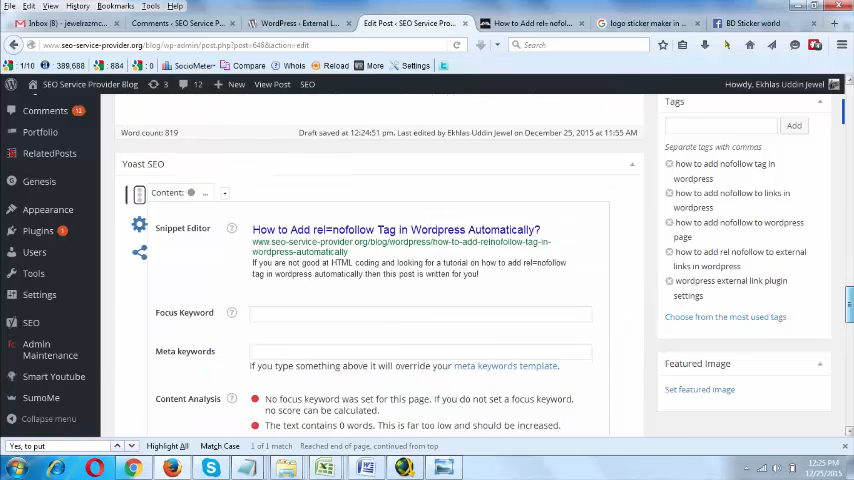 File Edit View History Bookmarks Tools Help
Inbox (3) - jewelrazmc...
Comments ‹ SEO Service P...
WordPress › External L...
Edit Post ‹ SEO Service Pro...
How to Add rel=nofol...
logo sticker maker in ...
BD Sticker world
www.seo-service-provider.org/blog/wp-admin/post.php?post=646&action=edit
Search
: 1/10 : 389,688 : 884 : 0 SocioMeter Compare Whois Reload More Settings
SEO Service Provider Blog 3 12 + New View Post SEO
Howdy, Ekhlas Uddin Jewel
Comments 12
Portfolio
RelatedPosts
Genesis
Appearance
Plugins 1
Users
Tools
Settings
SEO
Admin
Maintenance
Smart Youtube
SumoMe
Collapse menu
Word count: 819
Draft saved at 12:24:51 pm. Last edited by Ekhlas Uddin Jewel on December 25, 2015 at 11:55 AM
Yoast SEO
Content: ...
Snippet Editor
How to Add rel=nofollow Tag in Wordpress Automatically?
www.seo-service-provider.org/blog/wordpress/how-to-add-relnofollow-tag-in-
wordpress-automatically
If you are not good at HTML coding and looking for a tutorial on how to add rel=nofollow
tag in wordpress automatically then this post is written for you!
Focus Keyword
Meta keywords
If you type something above it will override your meta keywords template.
Content Analysis
No focus keyword was set for this page. If you do not set a focus keyword,
no score can be calculated.
The text contains 0 words. This is far too low and should be increased.
Tags
Add
Separate tags with commas
how to add nofollow tag in
wordpress
how to add nofollow to links in
wordpress
how to add nofollow to wordpress
page
how to add rel nofollow to external
links in wordpress
wordpress external link plugin
settings
Choose from the most used tags
Featured Image
Set featured image
Yes, to put
Highlight All Match Case 1 of 1 match Reached end of page, continued from top
12:25 PM
12/25/2015